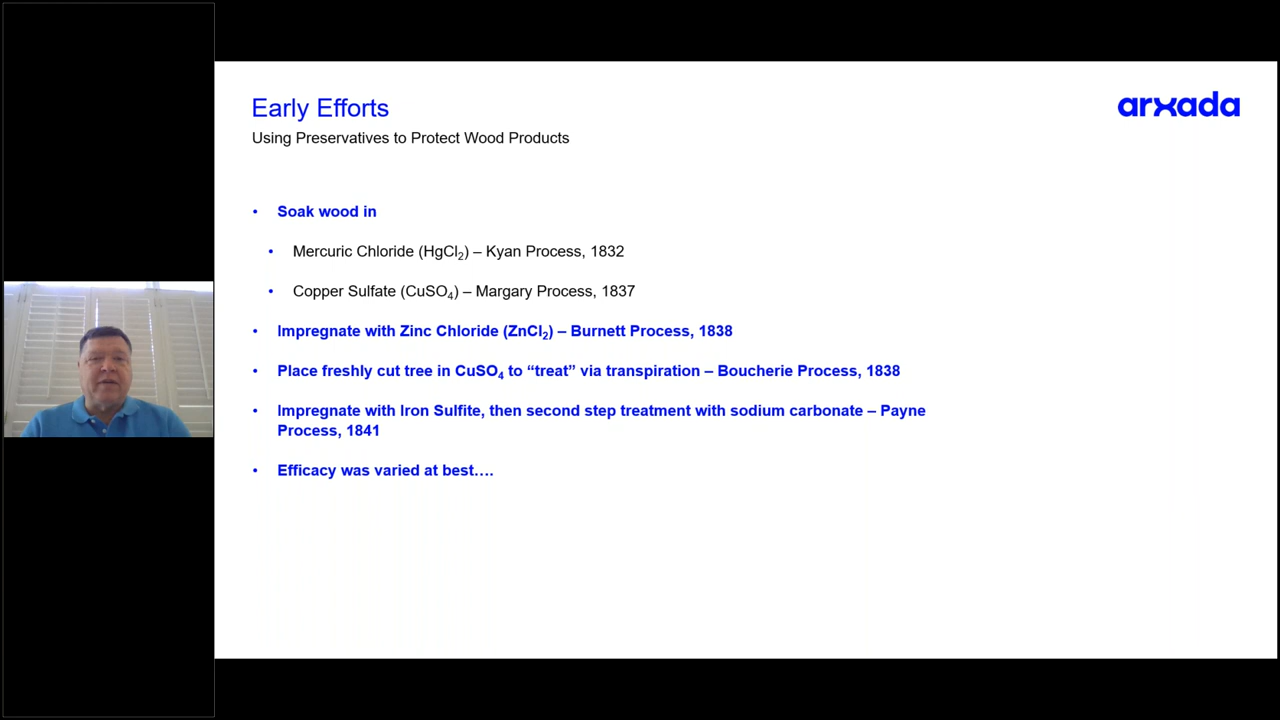 Early Efforts
arxada
Using Preservatives to Protect Wood Products
• Soak wood in
• Mercuric Chloride (HgCl₂) – Kyan Process, 1832
• Copper Sulfate (CuSO₄) – Margary Process, 1837
• Impregnate with Zinc Chloride (ZnCl₂) – Burnett Process, 1838
• Place freshly cut tree in CuSO₄ to “treat” via transpiration – Boucherie Process, 1838
• Impregnate with Iron Sulfite, then second step treatment with sodium carbonate – Payne
Process, 1841
• Efficacy was varied at best….